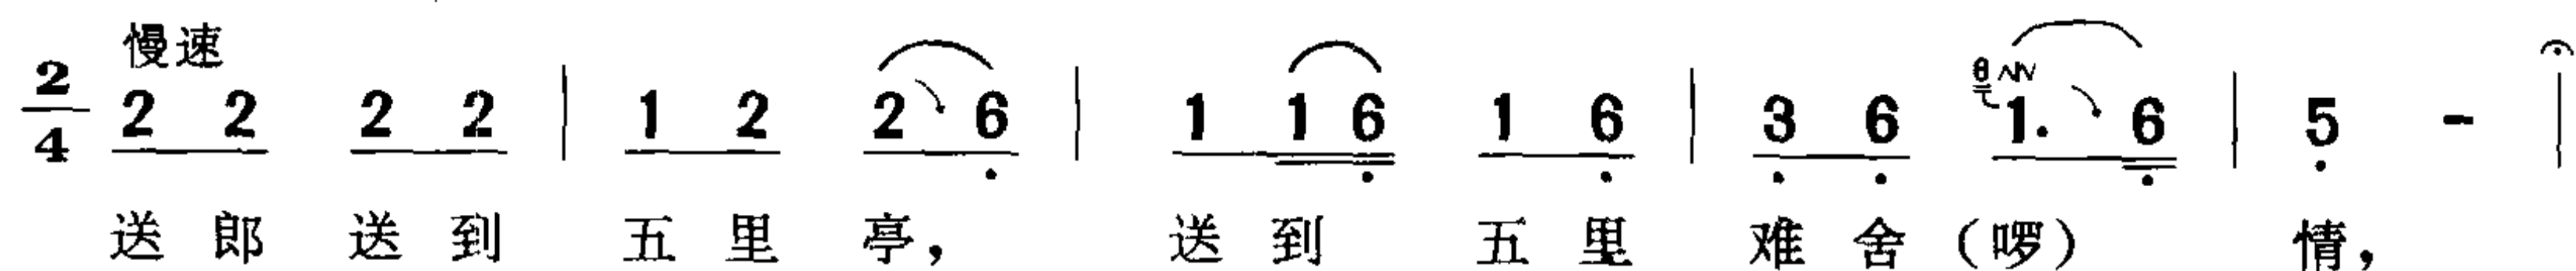 慢速
2/4 2 2 2 2 | 1 2 2 6 | 1 1 6 1 6 | 3 6 1. 6 | 5 - |
送 郎 送 到 五 里 亭, 送 到 五 里 难 舍 (啰) 情,